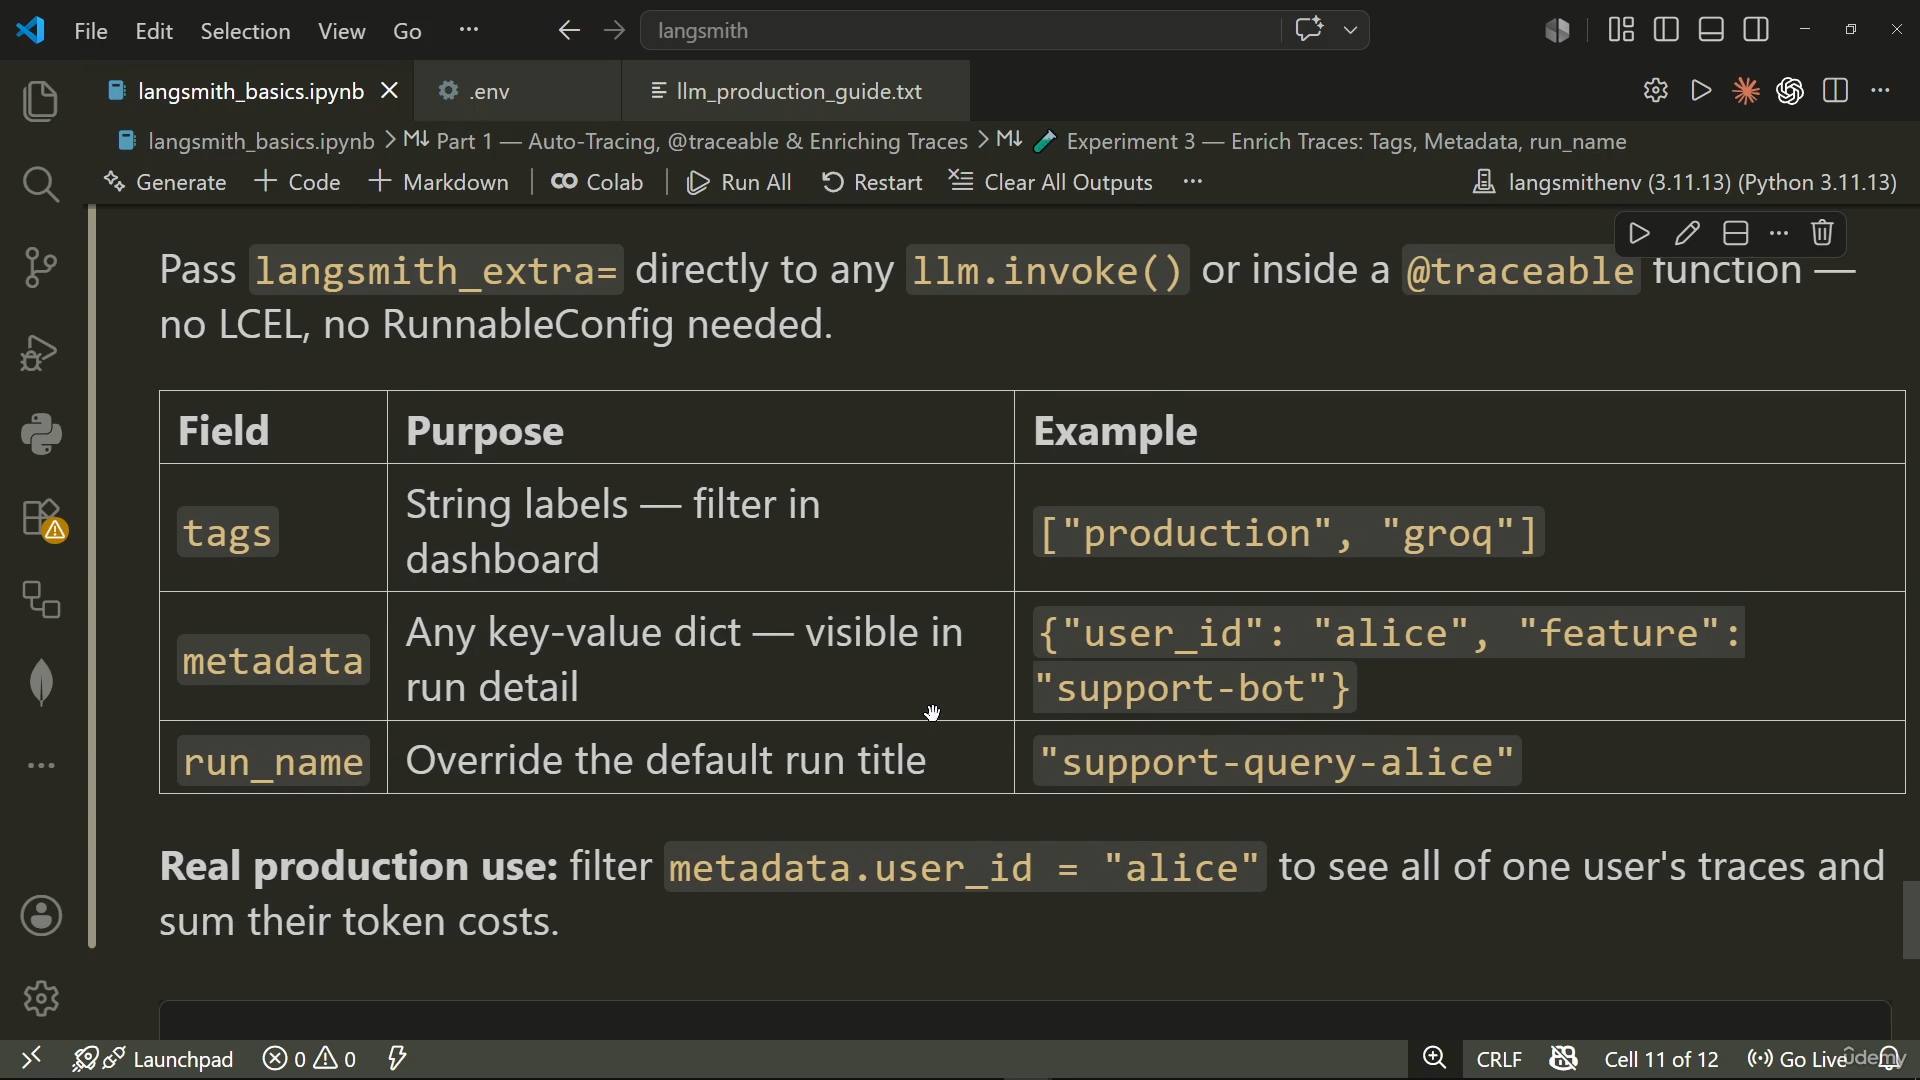 File Edit Selection View Go ··· langsmith
langsmith_basics.ipynb .env llm_production_guide.txt
langsmith_basics.ipynb > M↓ Part 1 — Auto-Tracing, @traceable & Enriching Traces > M↓ 🧪 Experiment 3 — Enrich Traces: Tags, Metadata, run_name
Generate + Code + Markdown Colab Run All Restart Clear All Outputs ··· langsmithenv (3.11.13) (Python 3.11.13)
Pass langsmith_extra= directly to any llm.invoke() or inside a @traceable function —
no LCEL, no RunnableConfig needed.
Field Purpose Example
tags String labels — filter in
dashboard ["production", "groq"]
metadata Any key-value dict — visible in
run detail {"user_id": "alice", "feature":
"support-bot"}
run_name Override the default run title "support-query-alice"
Real production use: filter metadata.user_id = "alice" to see all of one user's traces and
sum their token costs.
Launchpad 0 0 CRLF Cell 11 of 12 Go Live
udemy